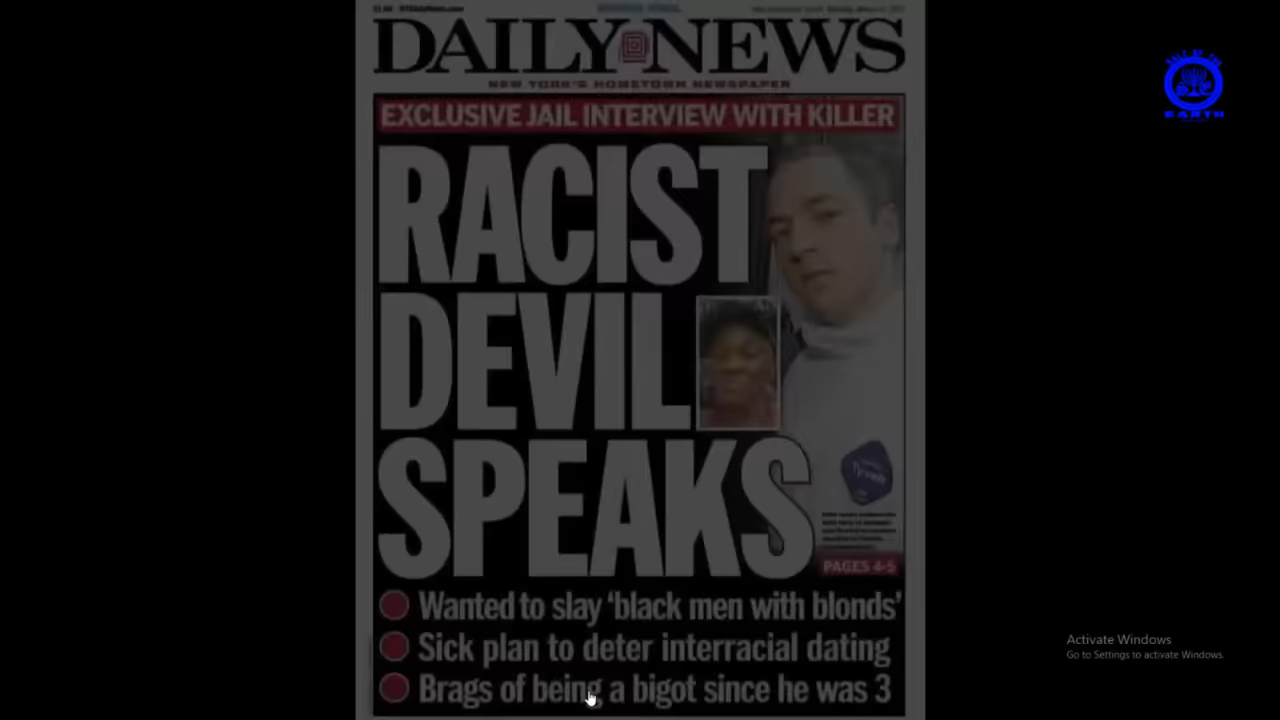 DAILY NEWS
NEW YORK'S HOMETOWN NEWSPAPER
EXCLUSIVE JAIL INTERVIEW WITH KILLER
RACIST
DEVIL
SPEAKS
PAGES 4-5
Wanted to slay 'black men with blonds'
Sick plan to deter interracial dating
Brags of being a bigot since he was 3
EARTH
Activate Windows
Go to Settings to activate Windows.